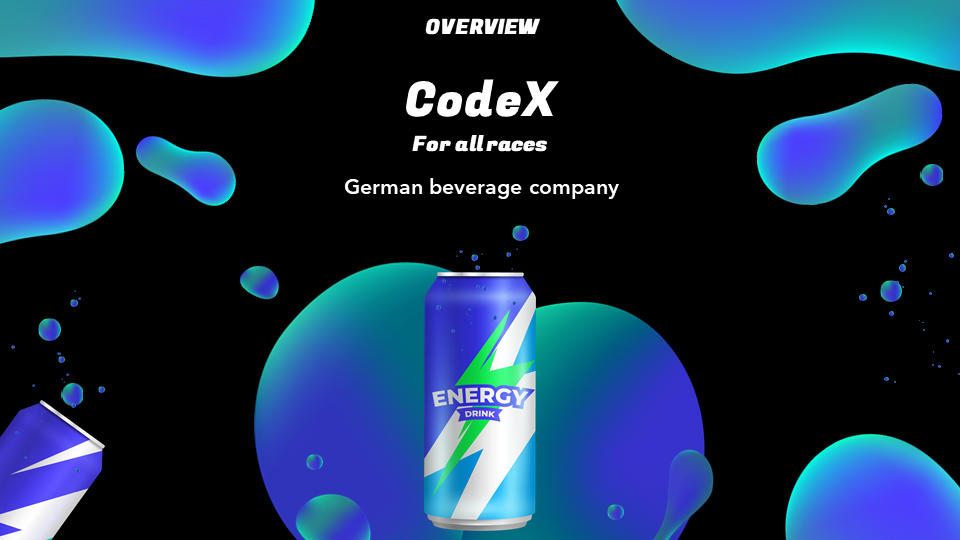 OVERVIEW
CodeX
For all races
German beverage company
ENERGY
DRINK